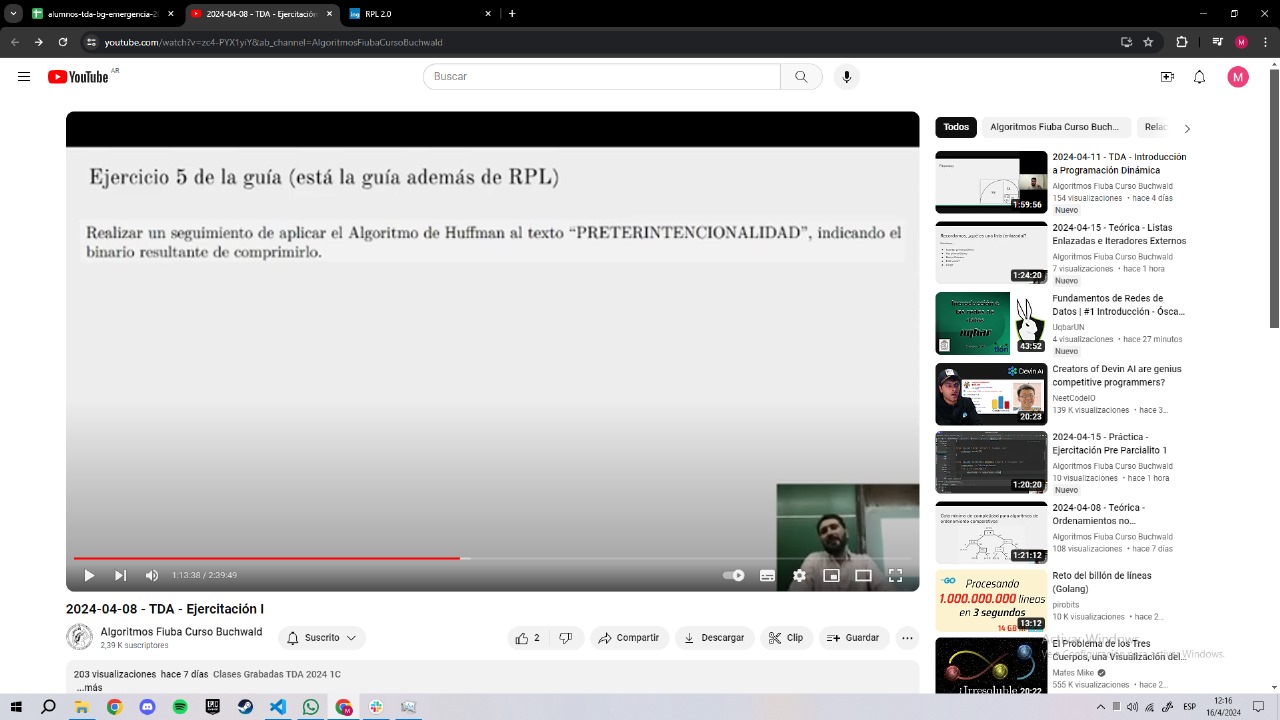 alumnos-emergencia-2
2024-04-08 - TDA - Ejercitación I
RPL 2.0
youtube.com/watch?v=zc4-PYX1yiY&ab_channel=AlgoritmosFiubaCursoBuchwald
M
YouTube
AR
Buscar
M
Ejercicio 5 de la guía (está la guía además de RPL)
Realizar un seguimiento de aplicar el Algoritmo de Huffman al texto “PRETERINTENCIONALIDAD”, indicando el
binario resultante de comprimirlo.
1:13:38 / 2:39:49
2024-04-08 - TDA - Ejercitación I
Algoritmos Fiuba Curso Buchwald
2,39 K suscriptores
Suscrito
2
Compartir
Descargar
Clip
Guardar
203 visualizaciones hace 7 días Clases Grabadas TDA 2024 1C
...más
Todos
Algoritmos Fiuba Curso Buch...
Relac
1:59:56
2024-04-11 - TDA - Introducción
a Programación Dinámica
Algoritmos Fiuba Curso Buchwald
154 visualizaciones • hace 4 días
Nuevo
1:24:20
2024-04-15 - Teórica - Listas
Enlazadas e Iteradores Externos
Algoritmos Fiuba Curso Buchwald
7 visualizaciones • hace 1 hora
Nuevo
uqbar
43:52
Fundamentos de Redes de
Datos | #1 Introducción - Ósca...
UqbarUN
4 visualizaciones • hace 27 minutos
Nuevo
Devin AI
20:23
Creators of Devin AI are genius
competitive programmers?
NeetCodeIO
139 K visualizaciones • hace 3...
1:20:20
2024-04-15 - Práctica -
Ejercitación Pre Parcialito 1
Algoritmos Fiuba Curso Buchwald
10 visualizaciones • hace 1 hora
Nuevo
1:21:12
2024-04-08 - Teórica -
Ordenamientos no...
Algoritmos Fiuba Curso Buchwald
108 visualizaciones • hace 7 días
GO
Procesando
1.000.000.000 líneas
en 3 segundos
13:12
Reto del billón de líneas
(Golang)
pirobits
10 K visualizaciones • hace 2...
¿Irresoluble
20:22
El Problema de los Tres
Cuerpos, una Visualización del...
Mates Mike
555 K visualizaciones • hace 2...
Activar Windows
ESP
12:16
16/4/2024